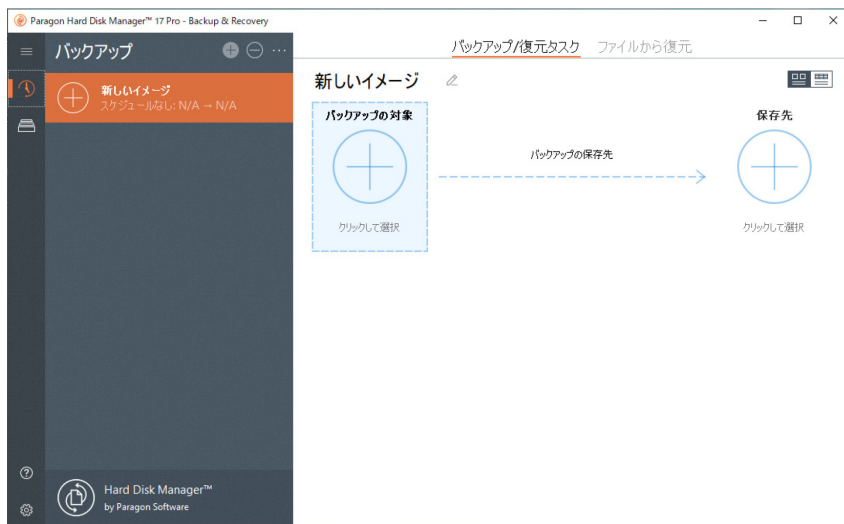 Paragon Hard Disk Manager™ 17 Pro - Backup & Recovery
バックアップ
バックアップ/復元タスク ファイルから復元
新しいイメージ
スケジュールなし: N/A → N/A
新しいイメージ
バックアップの対象
クリックして選択
バックアップの保存先
保存先
クリックして選択
Hard Disk Manager™
by Paragon Software